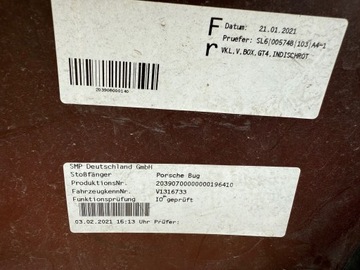 F
r
Datum: 21.01.2021
Pruefer: SL6|005748|103|A4-1
VKL.V.BOX.GT4.INDISCHROT
203908000140
SMP Deutschland GmbH
Stoßfänger Porsche Bug
ProduktionsNr. 20390700000000196410
FahrzeugkennNr. V1316733
Funktionsprüfung IO geprüft
03.02.2021 16:13 Uhr Prüfer: